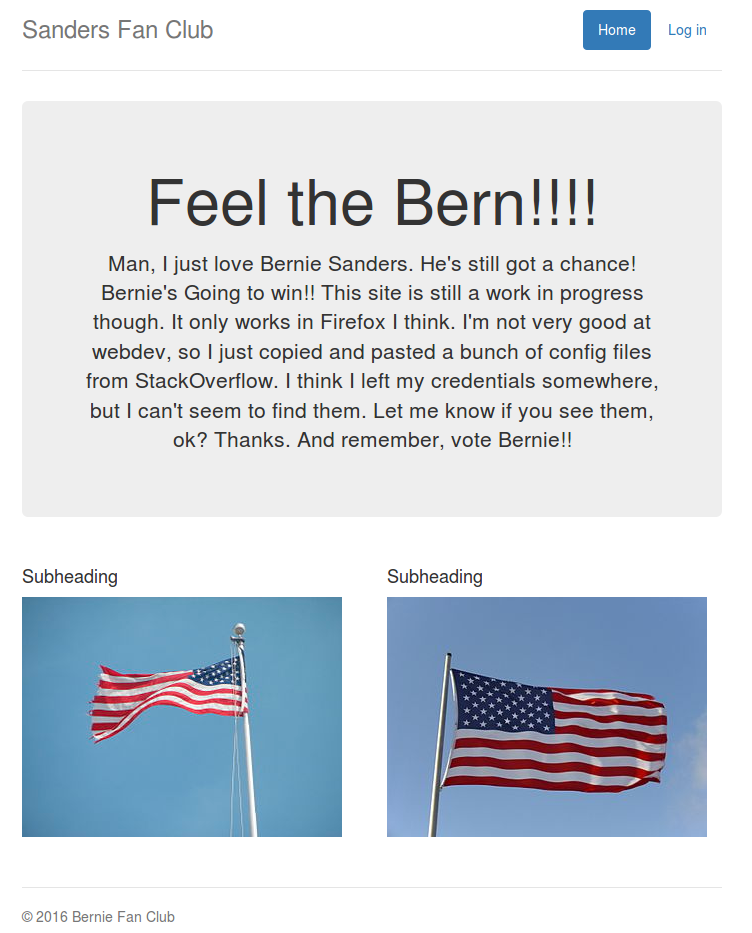 Sanders Fan Club
Home
Log in
Feel the Bern!!!!
Man, I just love Bernie Sanders. He's still got a chance!
Bernie's Going to win!! This site is still a work in progress
though. It only works in Firefox I think. I'm not very good at
webdev, so I just copied and pasted a bunch of config files
from StackOverflow. I think I left my credentials somewhere,
but I can't seem to find them. Let me know if you see them,
ok? Thanks. And remember, vote Bernie!!
Subheading
Subheading
© 2016 Bernie Fan Club